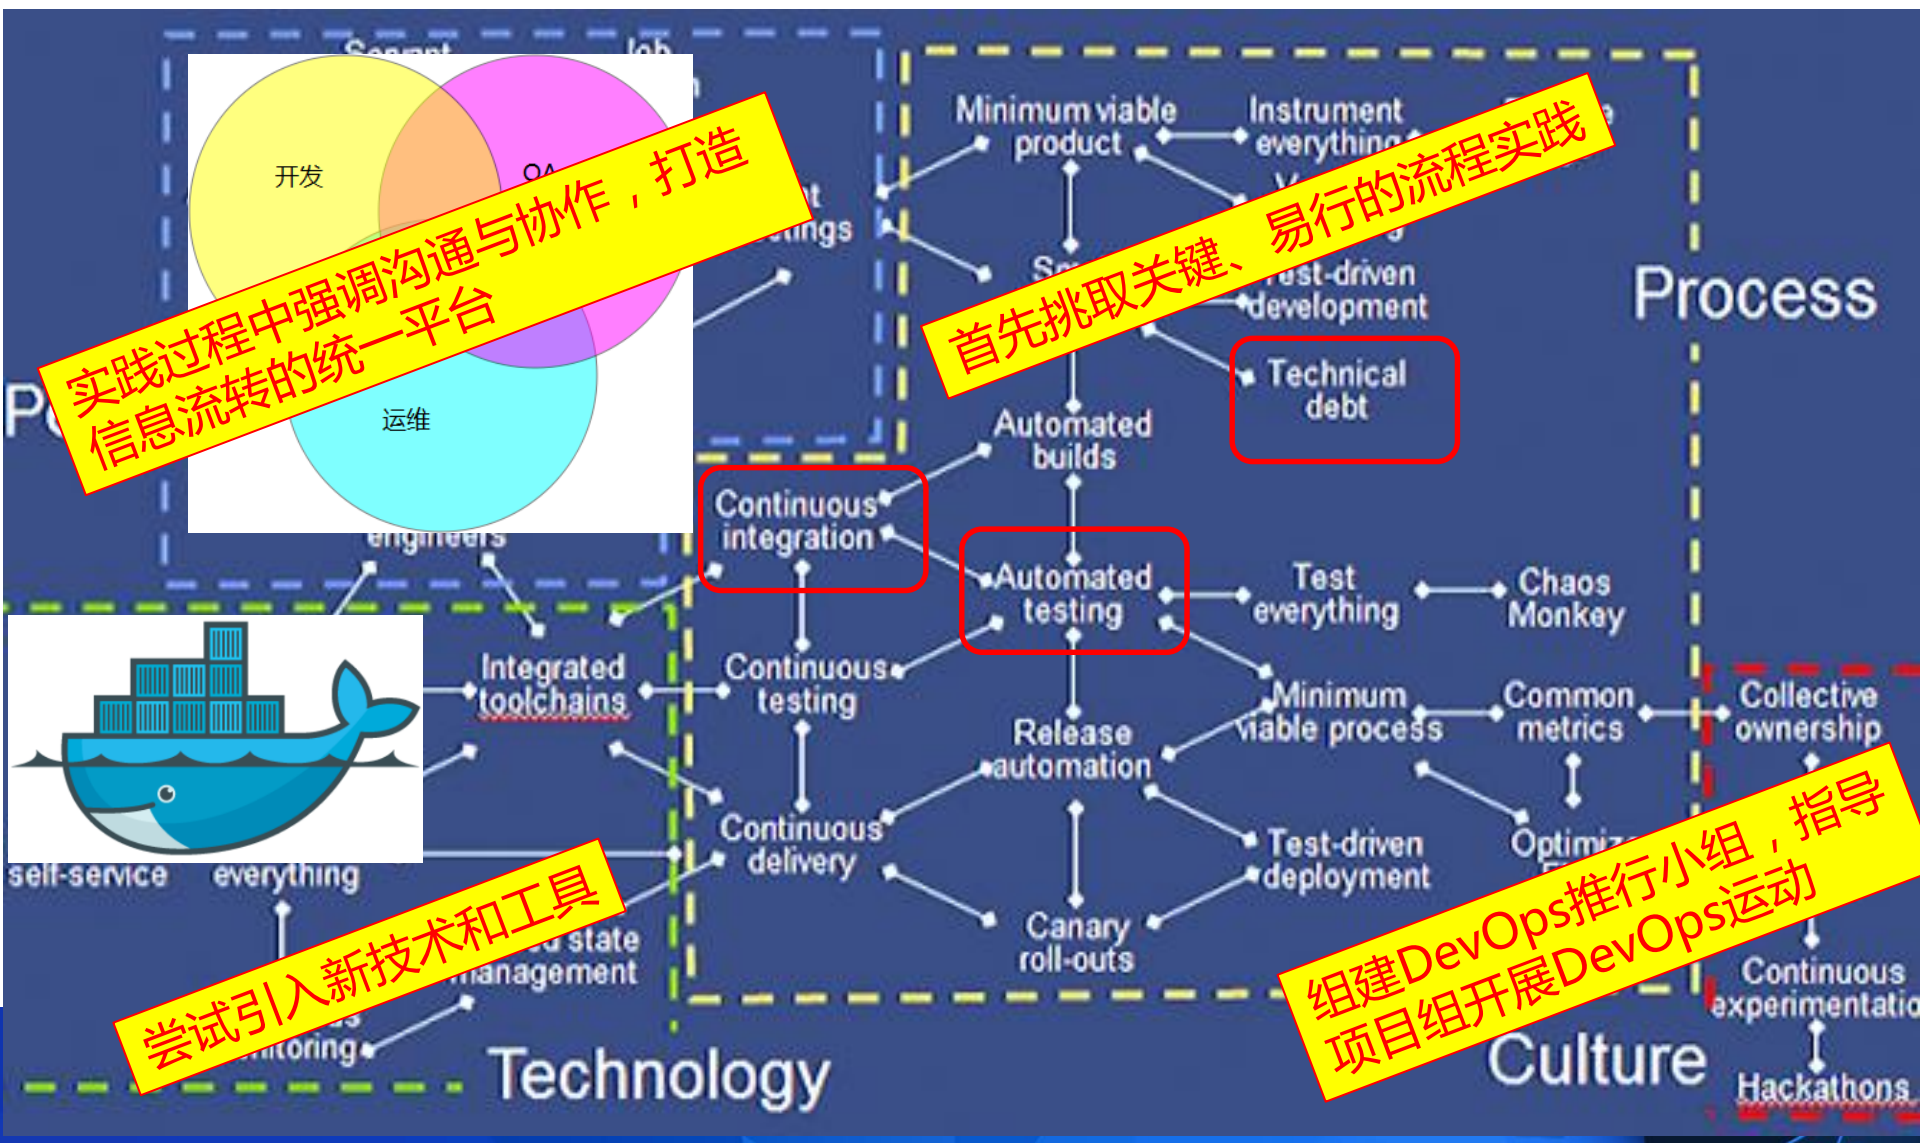 Minimum viable
product
Instrument
everything
开发
实践过程中强调沟通与协作，打造
信息流转的统一平台
首先挑取关键、易行的流程实践
运维
development
Process
Technical
debt
Automated
builds
Continuous
integration
engineers
Automated
testing
Test
everything
Chaos
Monkey
Integrated
toolchains
Continuous
testing
Minimum
viable process
Common
metrics
Collective
ownership
Release
automation
Continuous
delivery
Test-driven
deployment
self-service
everything
尝试引入新技术和工具
state
Canary
roll-outs
组建DevOps推行小组，指导
项目组开展DevOps运动
Continuous
Technology
Culture
Hackathons